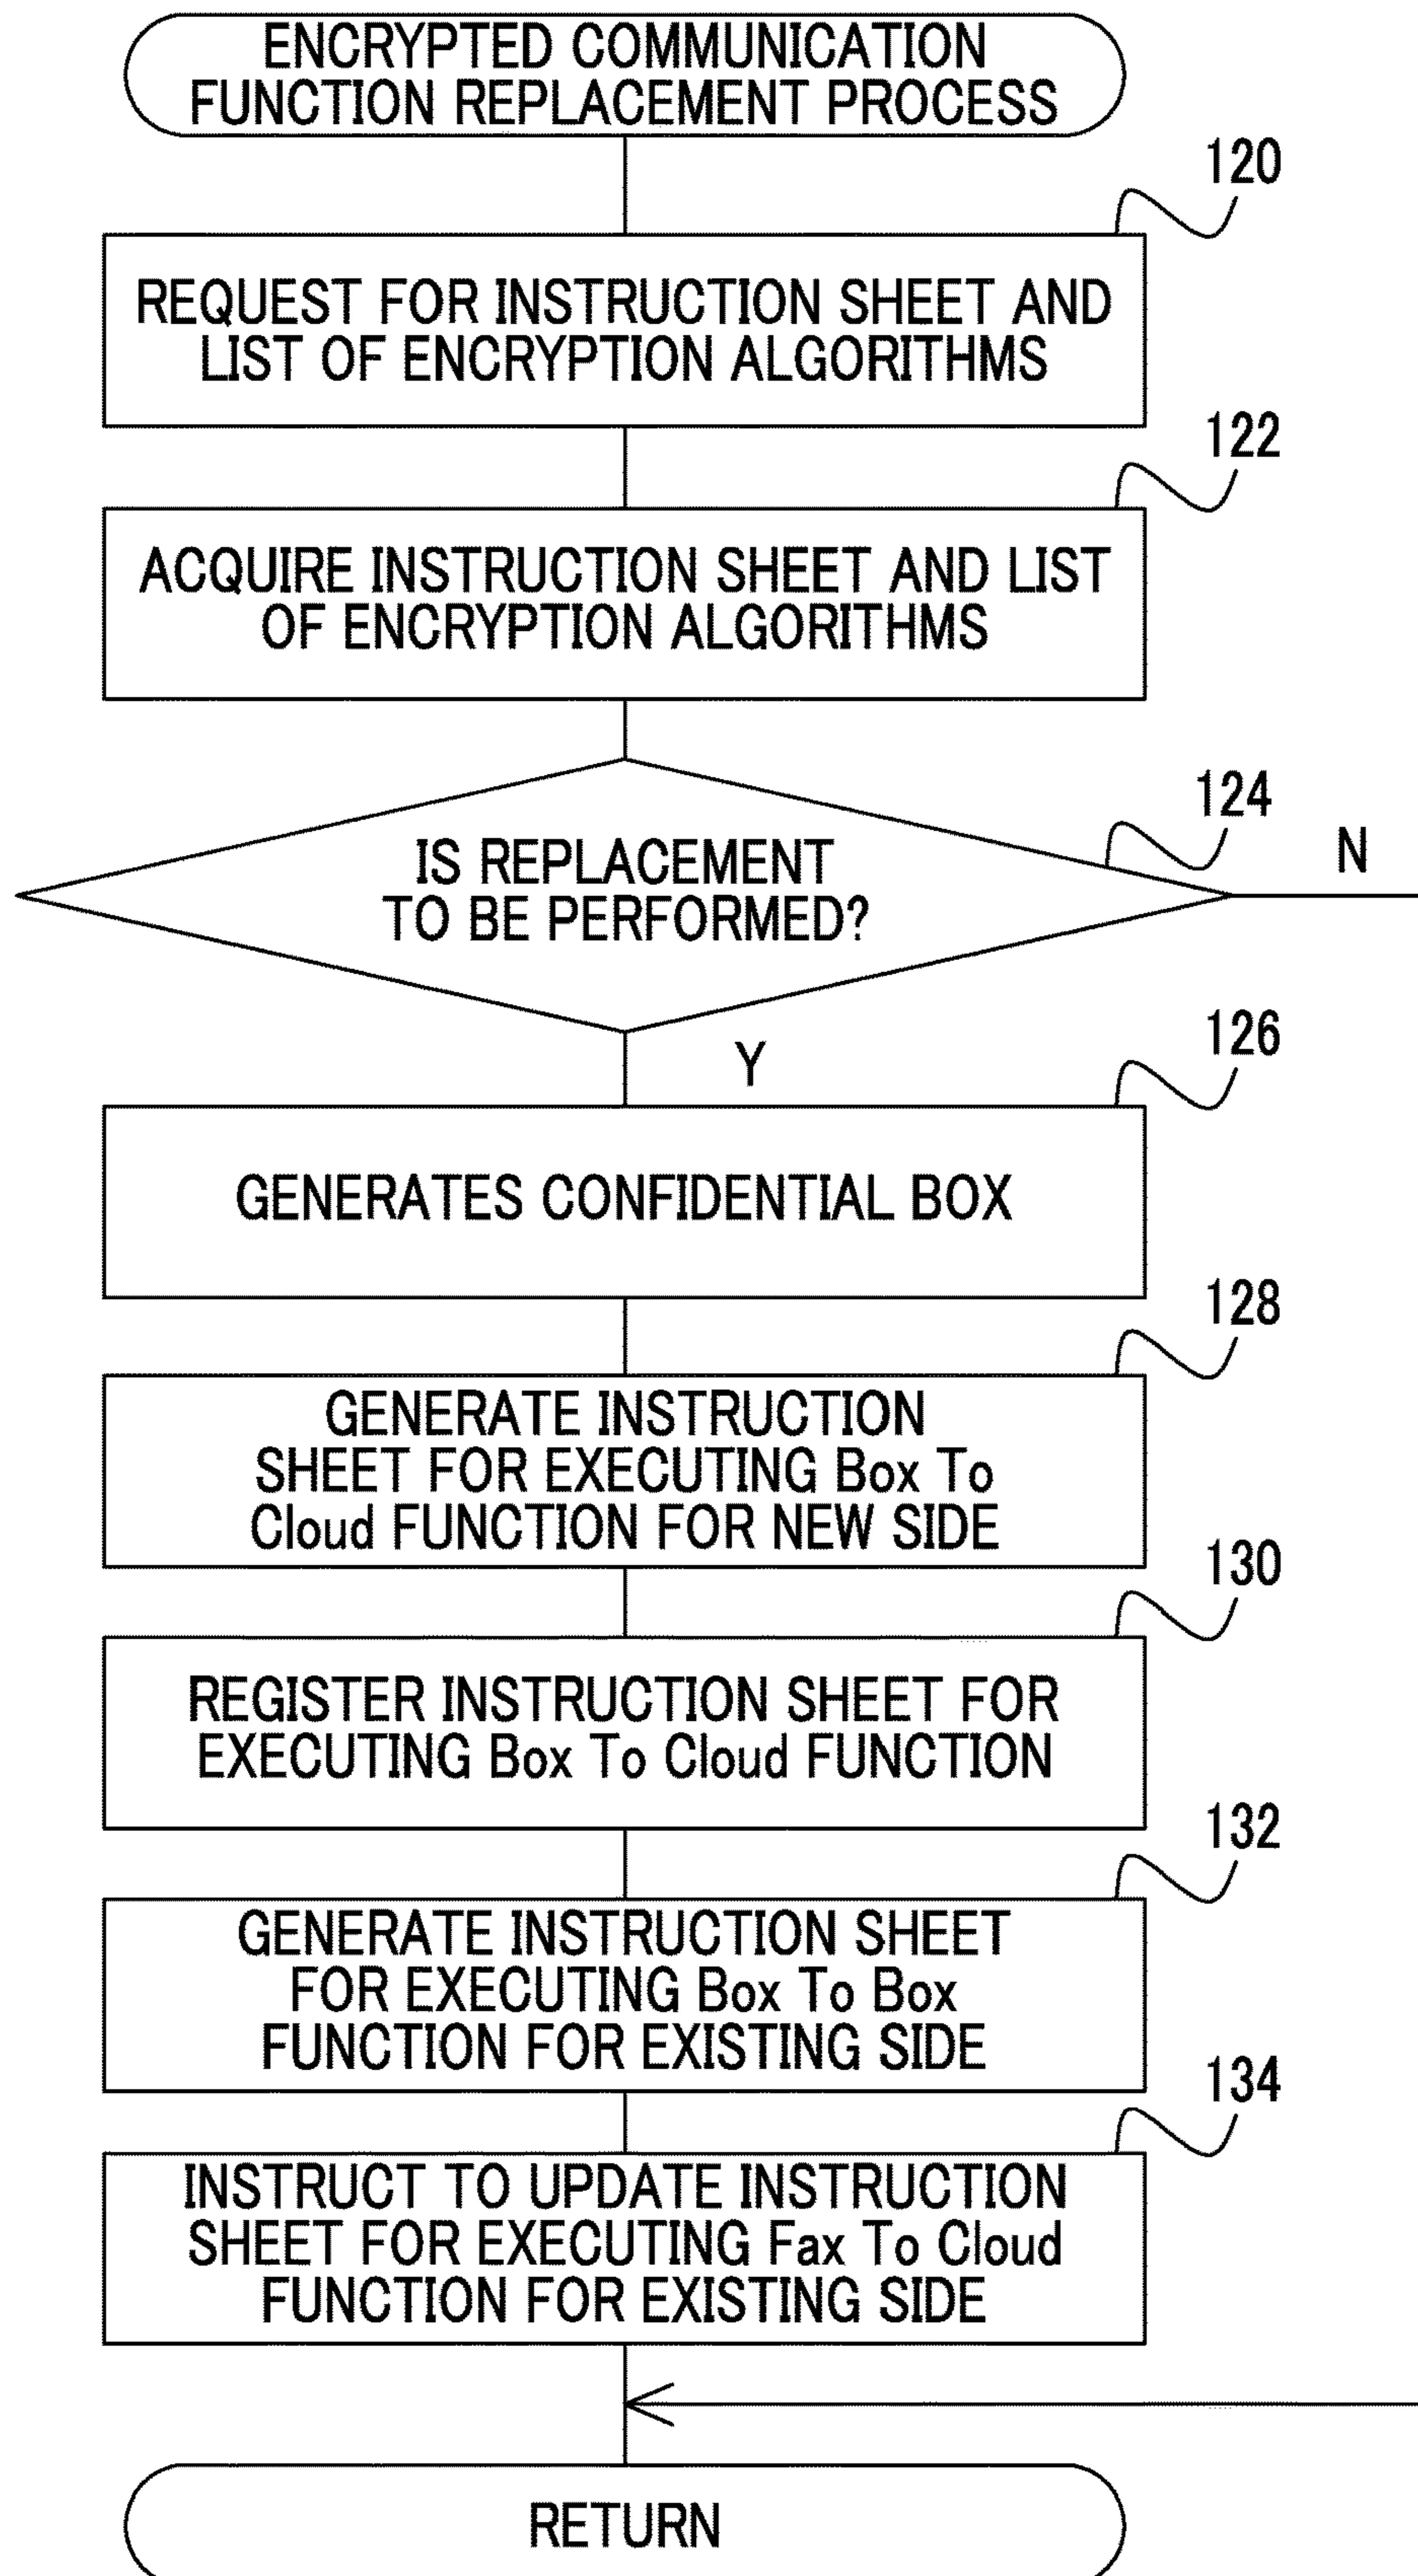 ENCRYPTED COMMUNICATION
FUNCTION REPLACEMENT PROCESS
120
REQUEST FOR INSTRUCTION SHEET AND
LIST OF ENCRYPTION ALGORITHMS
122
ACQUIRE INSTRUCTION SHEET AND LIST
OF ENCRYPTION ALGORITHMS
124
N
IS REPLACEMENT
TO BE PERFORMED?
Y
126
GENERATES CONFIDENTIAL BOX
128
GENERATE INSTRUCTION
SHEET FOR EXECUTING Box To
Cloud FUNCTION FOR NEW SIDE
130
REGISTER INSTRUCTION SHEET FOR
EXECUTING Box To Cloud FUNCTION
132
GENERATE INSTRUCTION SHEET
FOR EXECUTING Box To Box
FUNCTION FOR EXISTING SIDE
134
INSTRUCT TO UPDATE INSTRUCTION
SHEET FOR EXECUTING Fax To Cloud
FUNCTION FOR EXISTING SIDE
RETURN